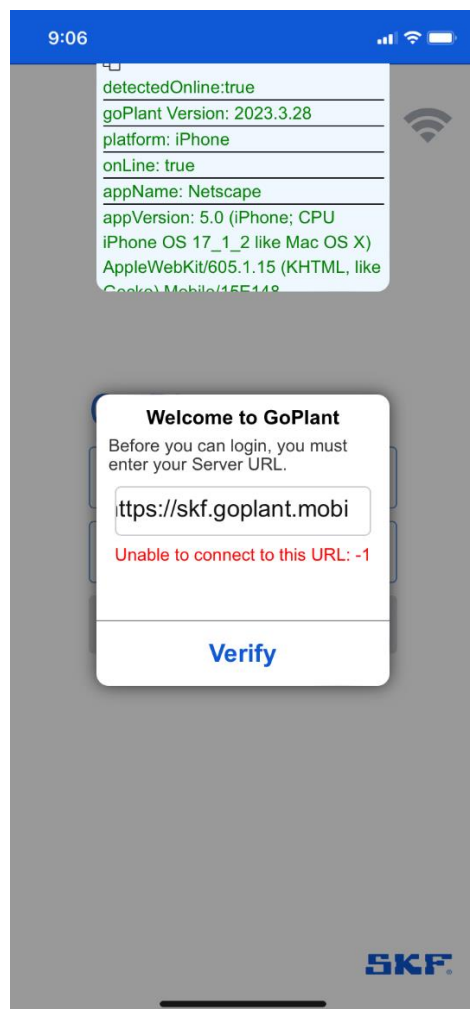 9:06
detectedOnline:true
goPlant Version: 2023.3.28
platform: iPhone
onLine: true
appName: Netscape
appVersion: 5.0 (iPhone; CPU
iPhone OS 17_1_2 like Mac OS X)
AppleWebKit/605.1.15 (KHTML, like
Gecko) Mobile/15E148
Welcome to GoPlant
Before you can login, you must
enter your Server URL.
ttps://skf.goplant.mobi
Unable to connect to this URL: -1
Verify
SKF®